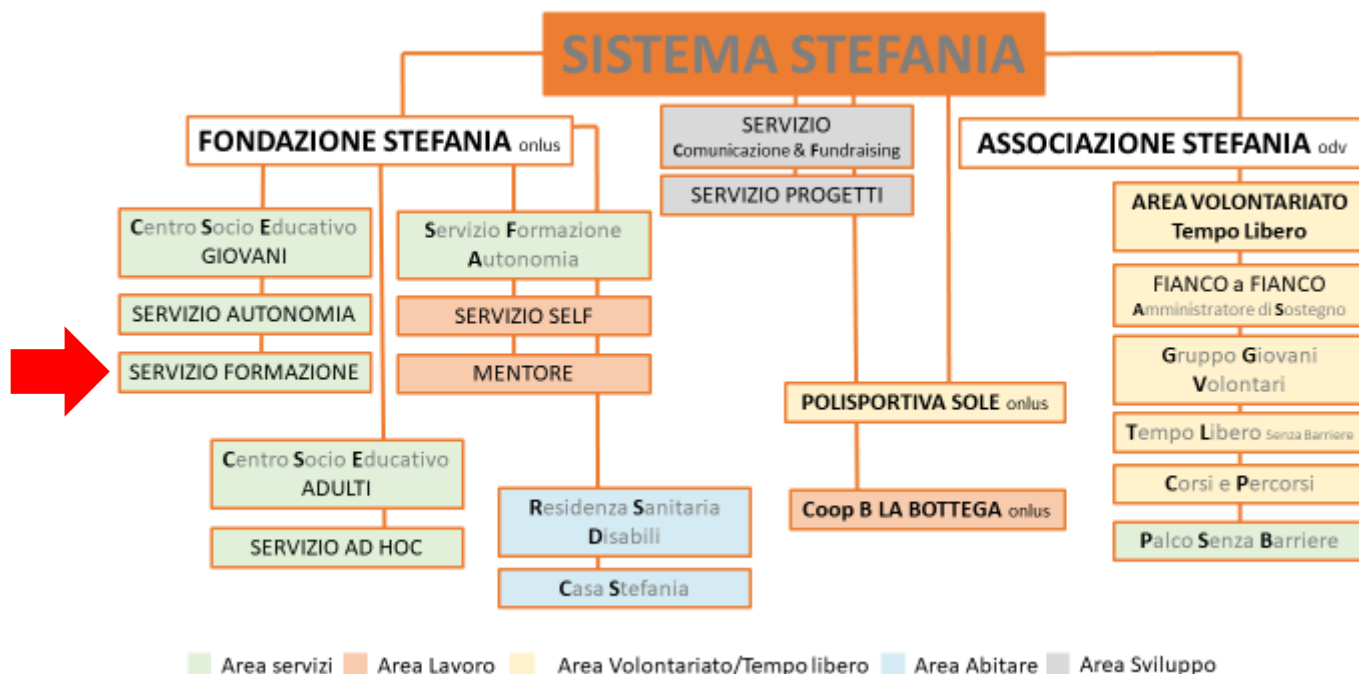 SISTEMA STEFANIA
FONDAZIONE STEFANIA onlus
Centro Socio Educativo
GIOVANI
SERVIZIO AUTONOMIA
SERVIZIO FORMAZIONE
Centro Socio Educativo
ADULTI
SERVIZIO AD HOC
Servizio Formazione
Autonomia
SERVIZIO SELF
MENTORE
Residenza Sanitaria
Disabili
Casa Stefania
SERVIZIO
Comunicazione & Fundraising
SERVIZIO PROGETTI
POLISPORTIVA SOLE onlus
Coop B LA BOTTEGA onlus
ASSOCIAZIONE STEFANIA odv
AREA VOLONTARIATO
Tempo Libero
FIANCO a FIANCO
Amministratore di Sostegno
Gruppo Giovani
Volontari
Tempo Libero Senza Barriere
Corsi e Percorsi
Palco Senza Barriere
Area servizi
Area Lavoro
Area Volontariato/Tempo libero
Area Abitare
Area Sviluppo